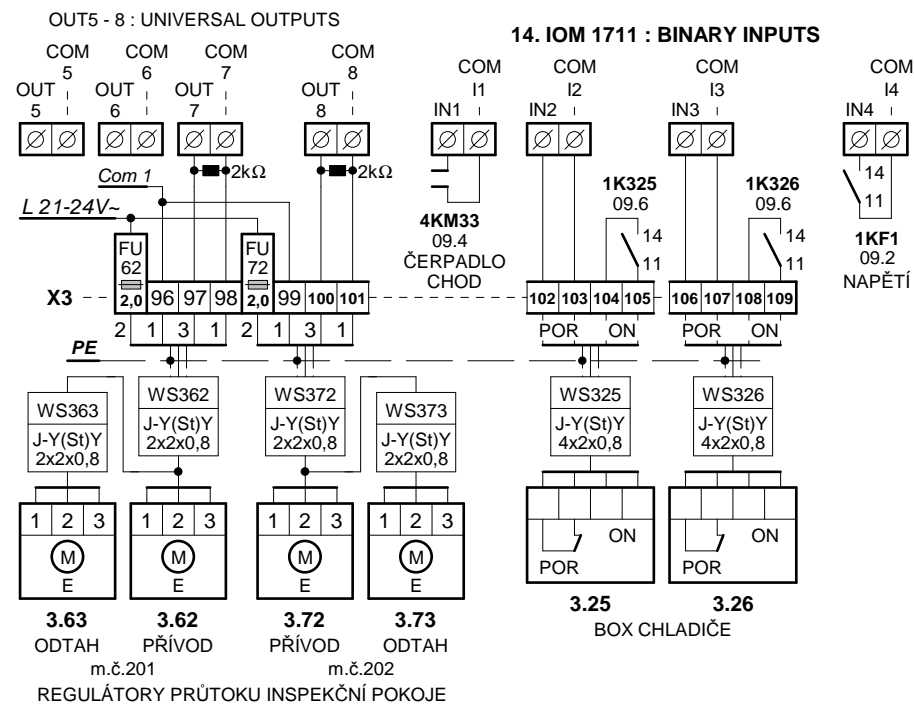 OUT5 - 8 : UNIVERSAL OUTPUTS
14. IOM 1711 : BINARY INPUTS
COM COM COM COM COM COM COM COM
5 6 7 8 I1 I2 I3 I4
OUT OUT OUT OUT IN1 IN2 IN3 IN4
5 6 7 8
2kΩ 2kΩ
14
11
Com 1
L 21-24V~
4KM33
09.4
ČERPADLO
CHOD
1K325
09.6
14
11
1K326
09.6
14
11
1KF1
09.2
NAPĚTÍ
FU
62
2,0
FU
72
2,0
X3
96 97 98 99 100 101 102 103 104 105 106 107 108 109
2 1 3 1 2 1 3 1 POR ON POR ON
PE
WS363
J-Y(St)Y
2x2x0,8
WS362
J-Y(St)Y
2x2x0,8
WS372
J-Y(St)Y
2x2x0,8
WS373
J-Y(St)Y
2x2x0,8
WS325
J-Y(St)Y
4x2x0,8
WS326
J-Y(St)Y
4x2x0,8
1 2 3 1 2 3 1 2 3 1 2 3
M M M M
E E E E
ON ON
POR POR
3.63 3.62 3.72 3.73 3.25 3.26
ODTAH PŘÍVOD PŘÍVOD ODTAH
BOX CHLADIČE
m.č.201 m.č.202
REGULÁTORY PRŮTOKU INSPEKČNÍ POKOJE